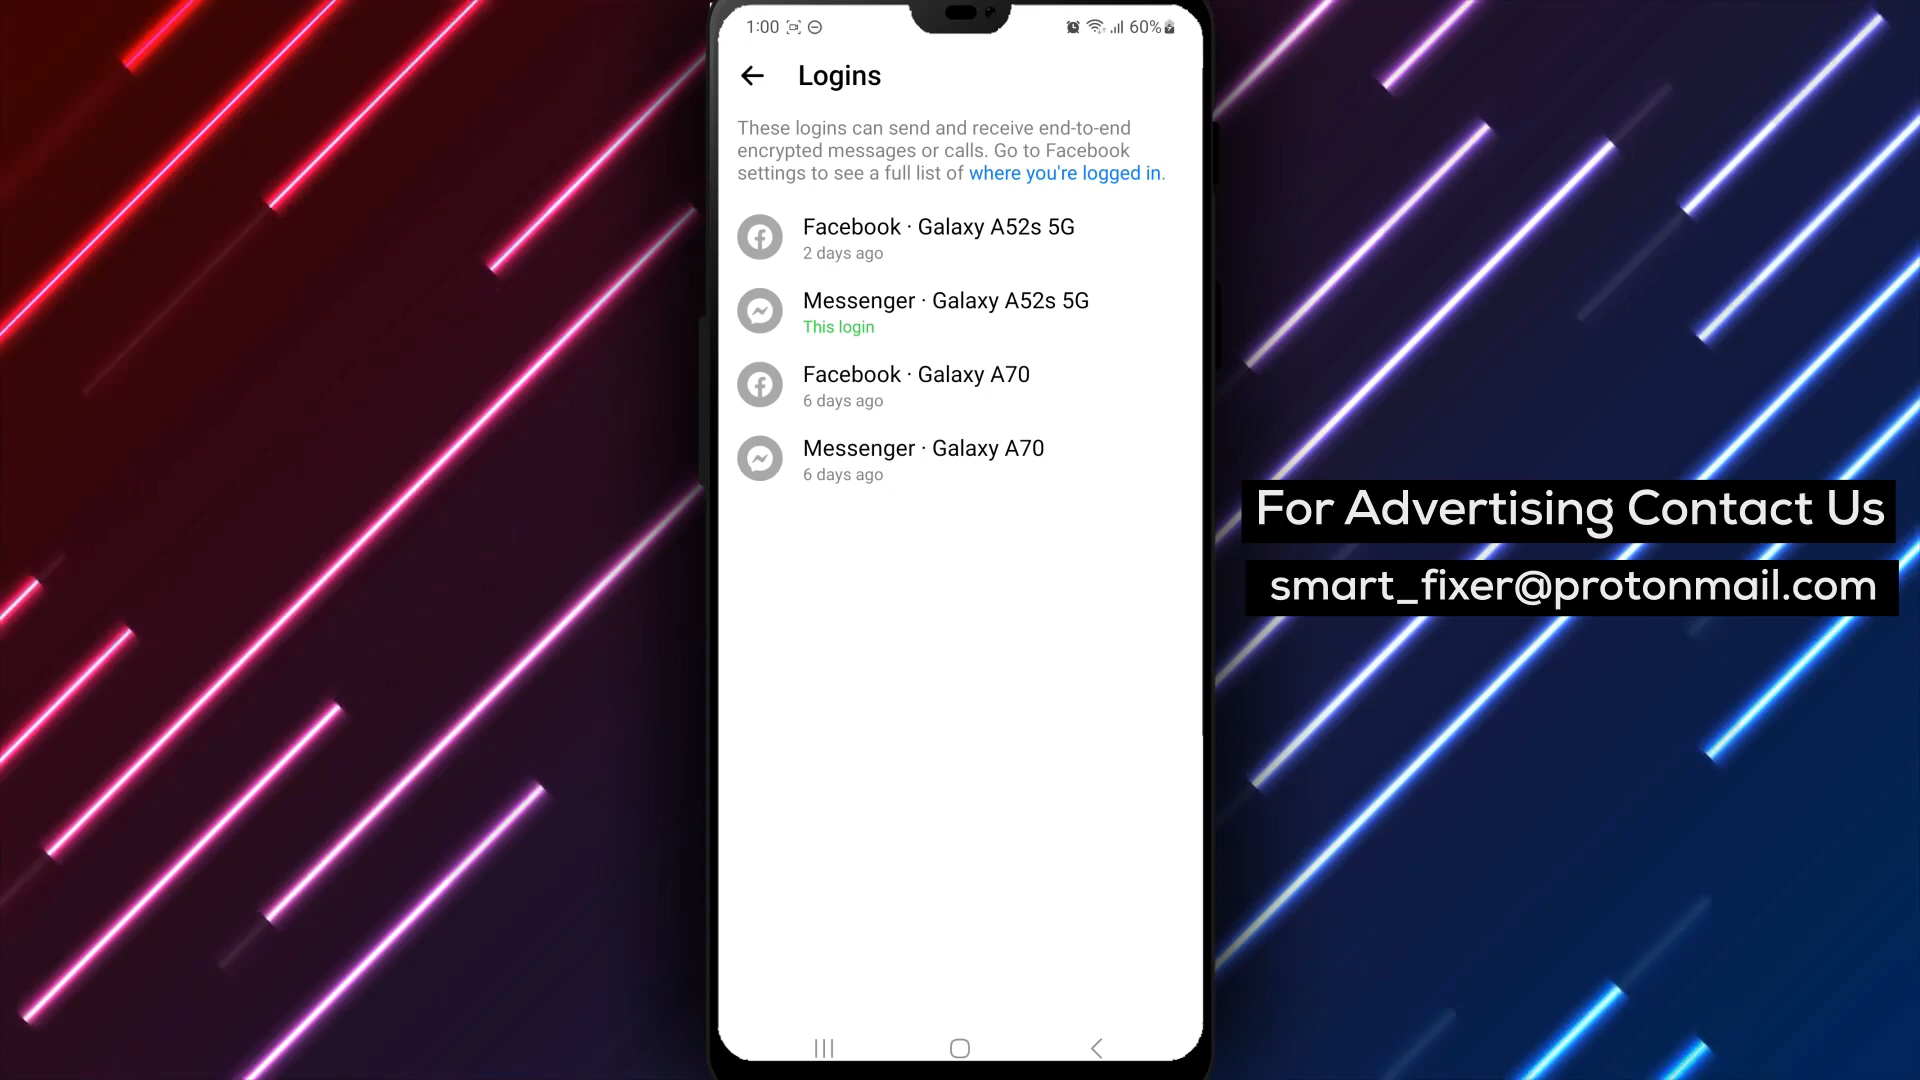 1:00 60%
Logins
These logins can send and receive end-to-end
encrypted messages or calls. Go to Facebook
settings to see a full list of where you're logged in.
Facebook · Galaxy A52s 5G
2 days ago
Messenger · Galaxy A52s 5G
This login
Facebook · Galaxy A70
6 days ago
Messenger · Galaxy A70
6 days ago
For Advertising Contact Us
smart_fixer@protonmail.com